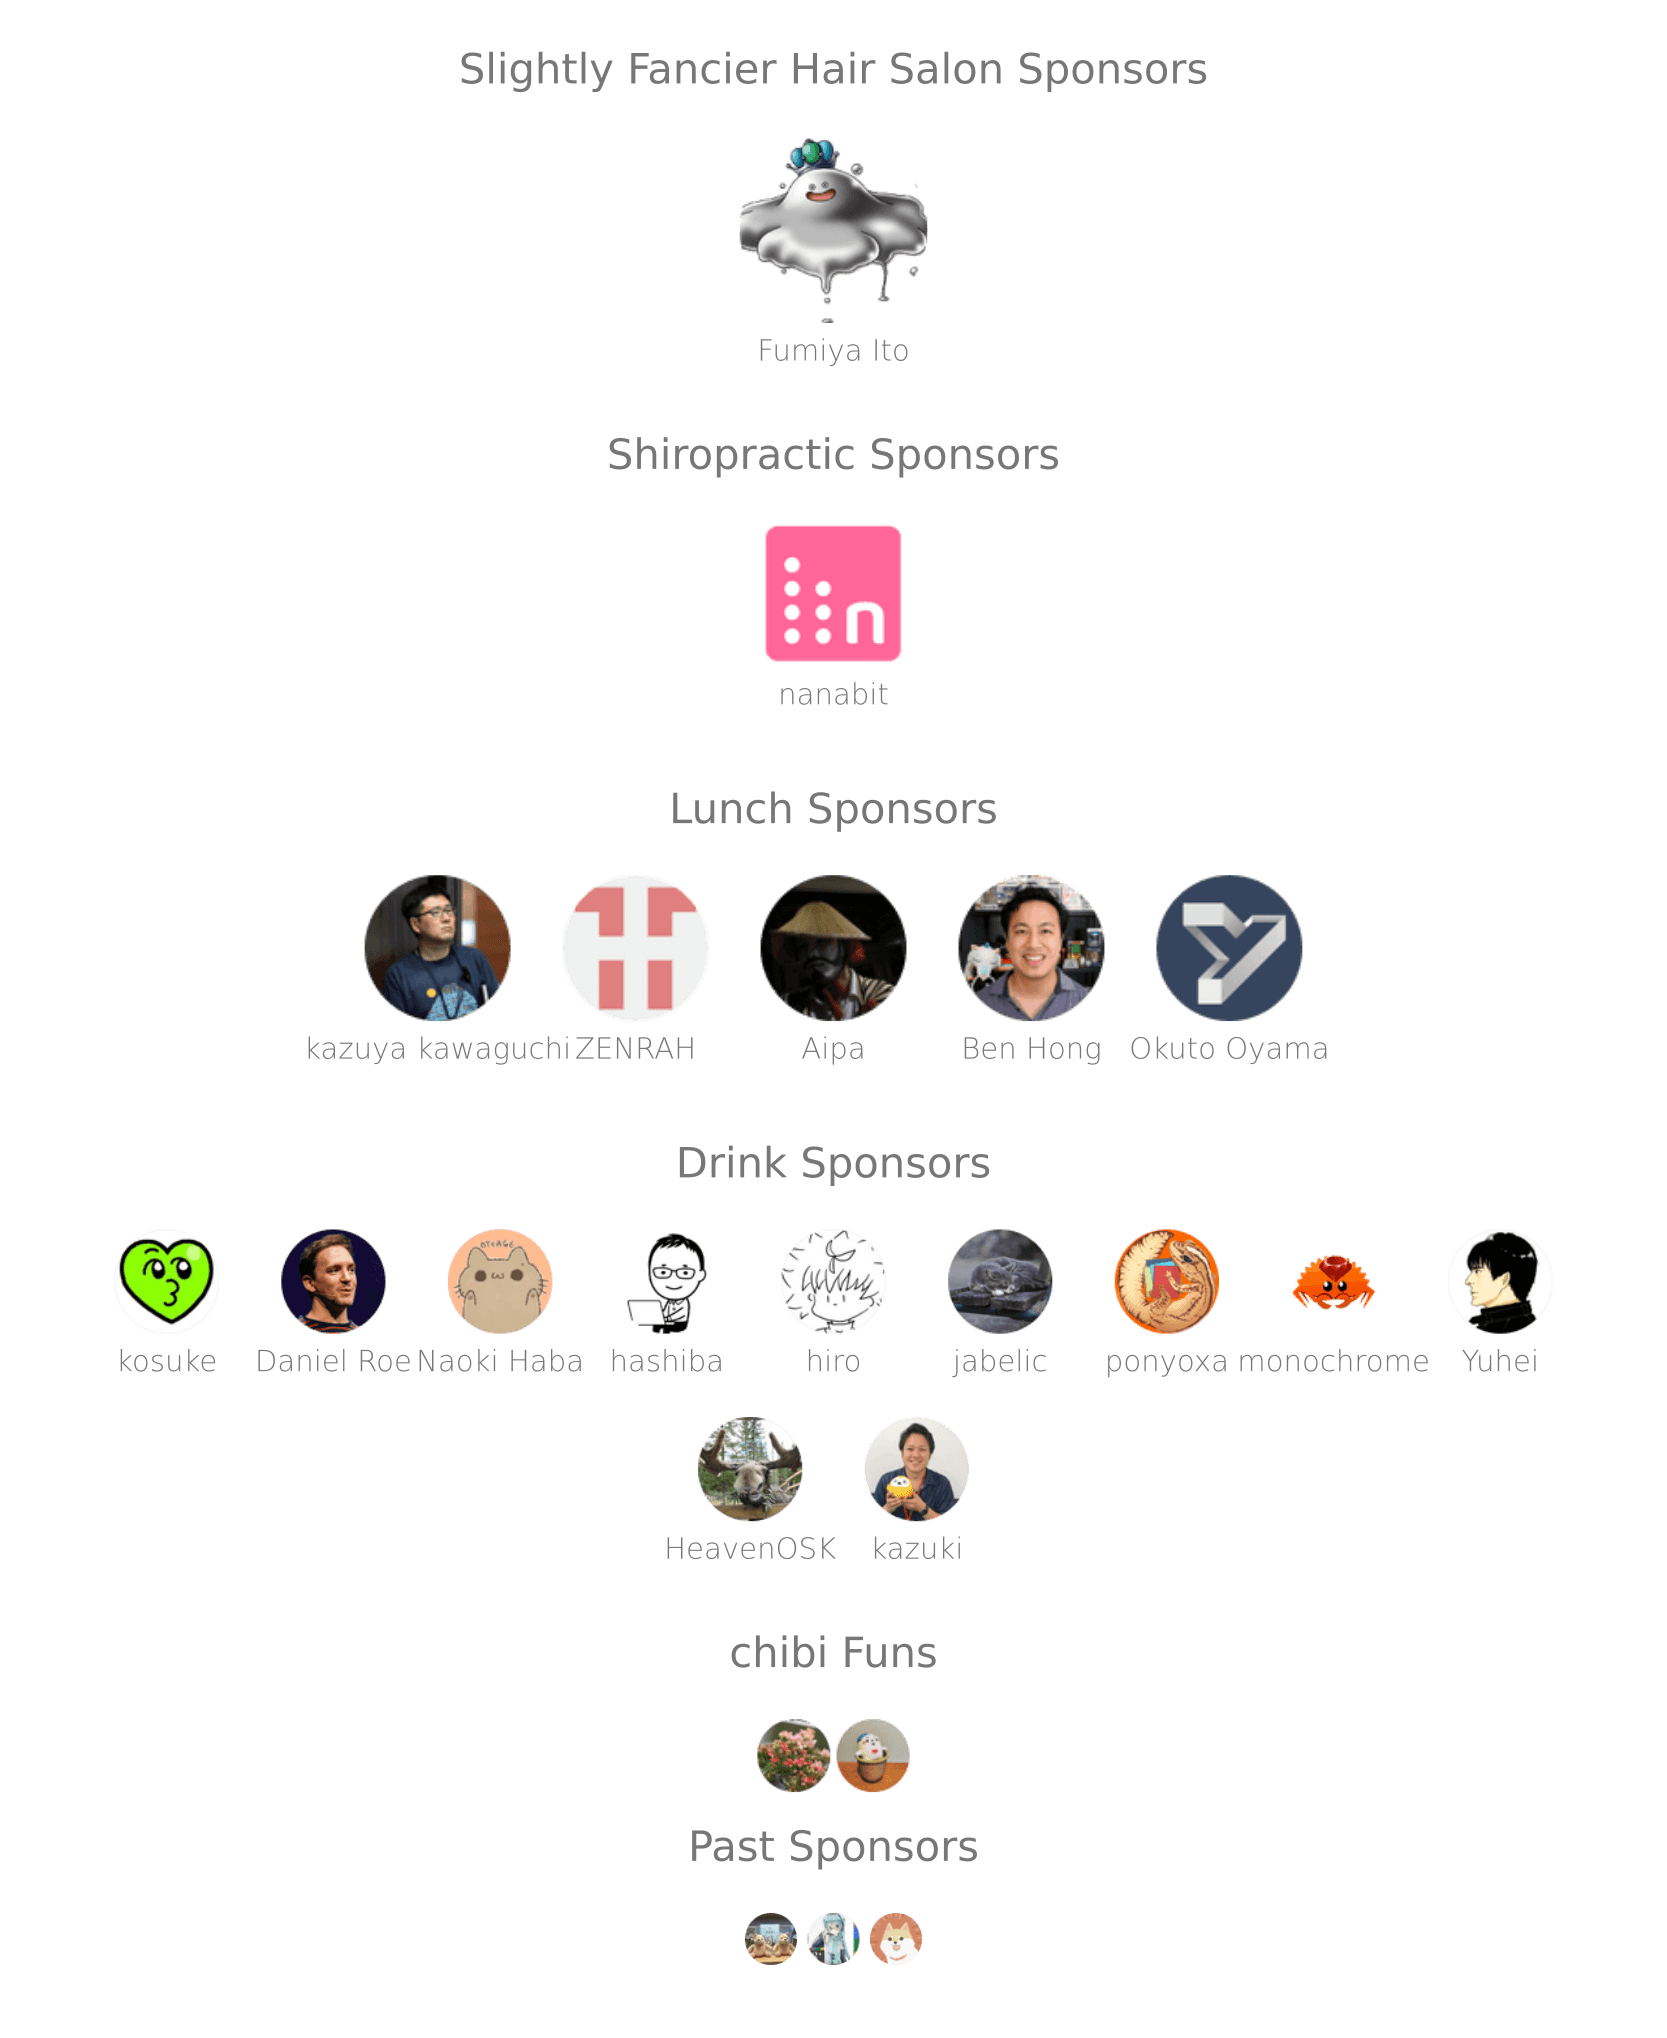 Slightly Fancier Hair Salon Sponsors
Fumiya Ito
Shiropractic Sponsors
n
nanabit
Lunch Sponsors
kazuya kawaguchi ZENRAH Aipa Ben Hong Okuto Oyama
Drink Sponsors
kosuke Daniel Roe Naoki Haba hashiba hiro jabelic ponyoxa monochrome Yuhei
HeavenOSK kazuki
chibi Funs
Past Sponsors